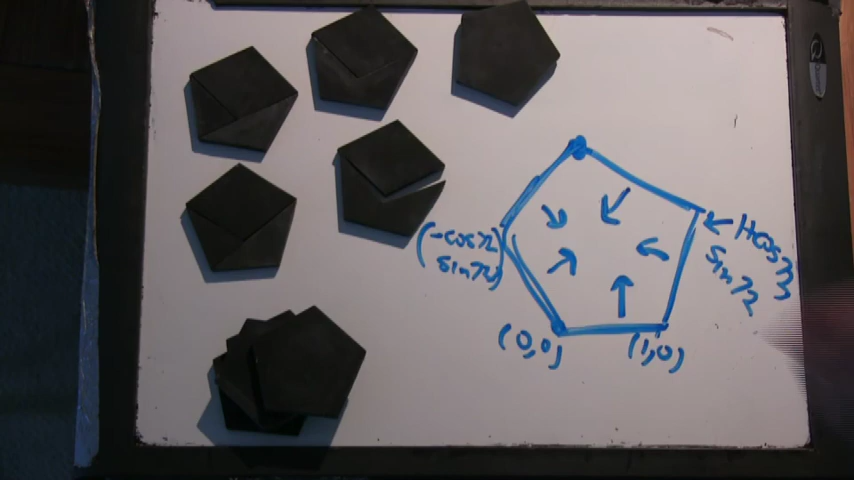 (-cos72
sin72)
1+cos72
sin72
(0,0)
(1,0)